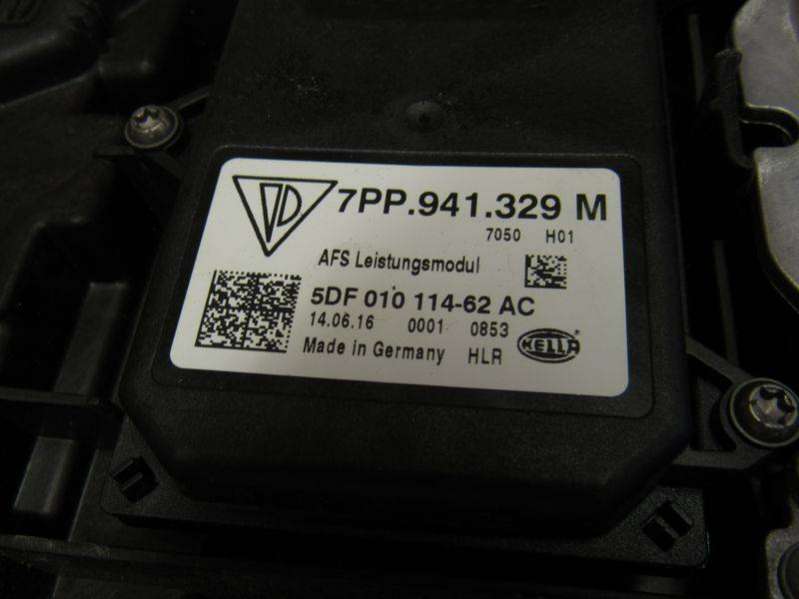 7PP.941.329 M
7050 H01
AFS Leistungsmodul
5DF 010 114-62 AC
14.06.16 0001 0853
Made in Germany HLR HELLA